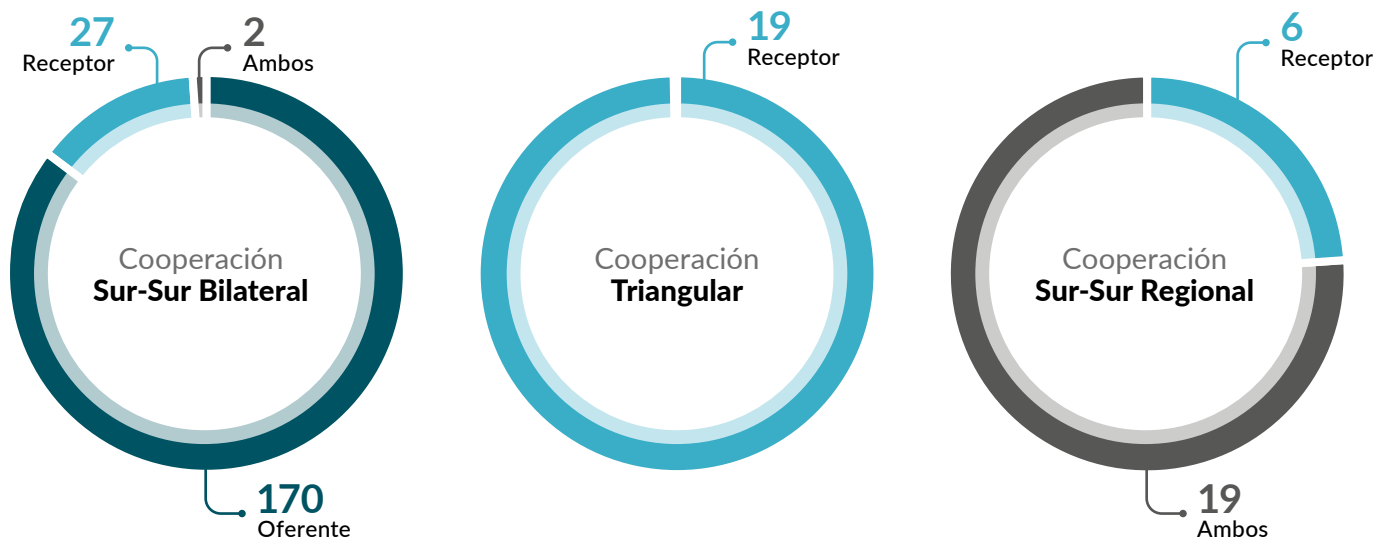 27
Receptor
2
Ambos
Cooperación
Sur-Sur Bilateral
170
Oferente
19
Receptor
Cooperación
Triangular
6
Receptor
Cooperación
Sur-Sur Regional
19
Ambos